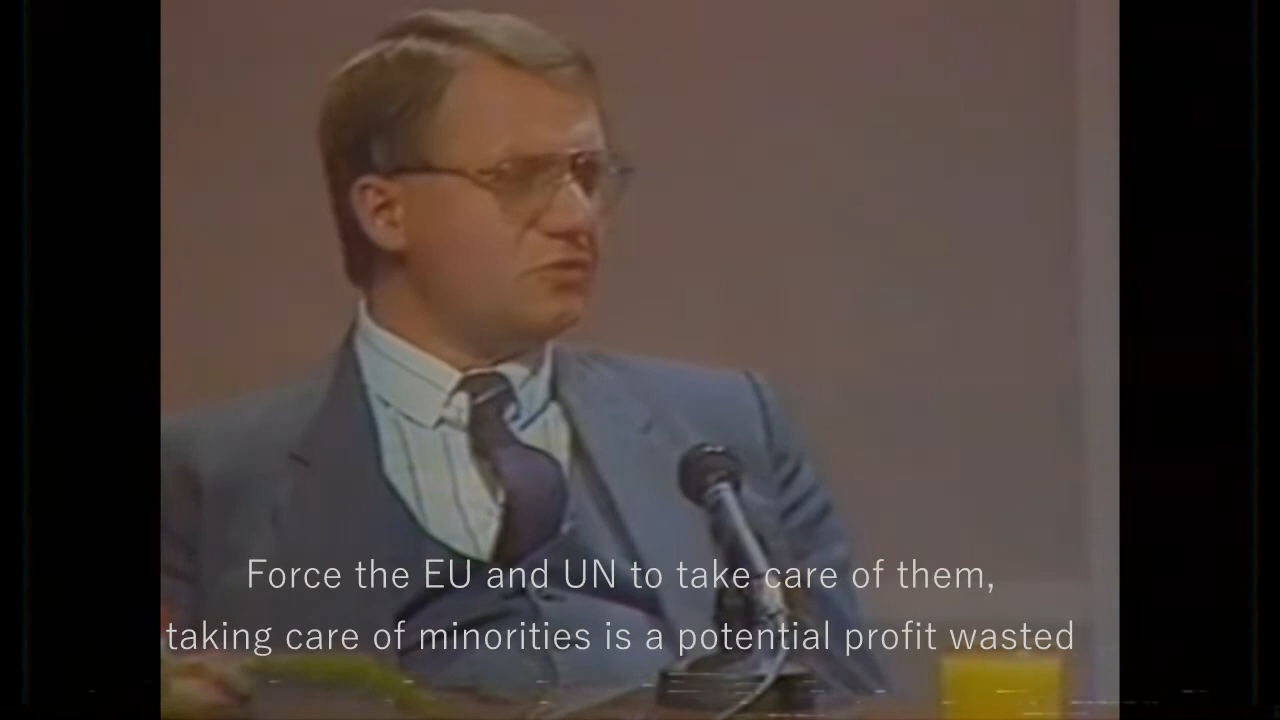 Force the EU and UN to take care of them,
taking care of minorities is a potential profit wasted